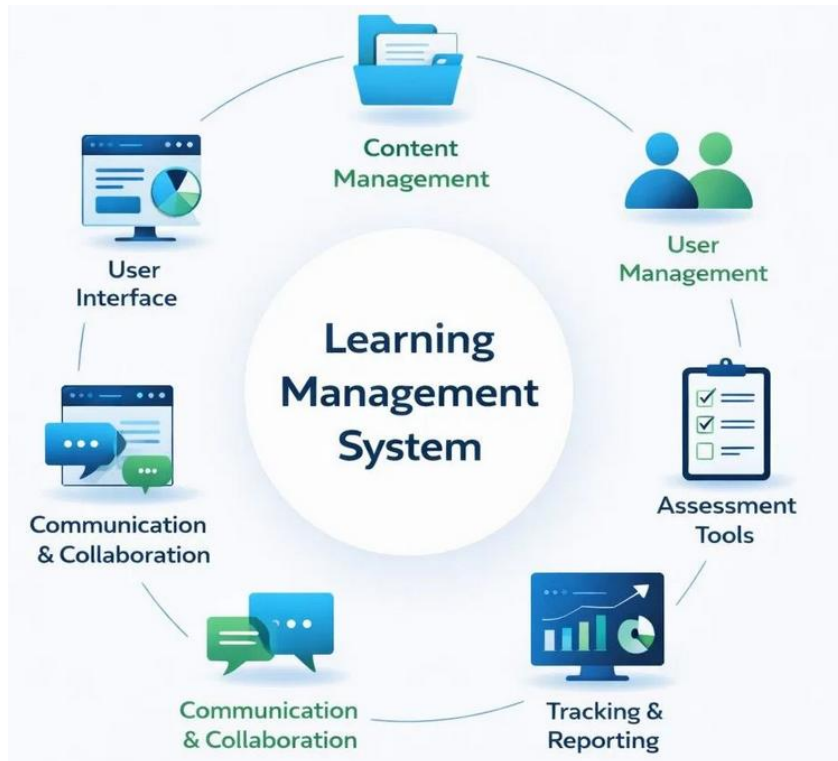 Content
Management
User
Management
User
Interface
Learning
Management
System
Assessment
Tools
Communication
& Collaboration
Communication
& Collaboration
Tracking &
Reporting